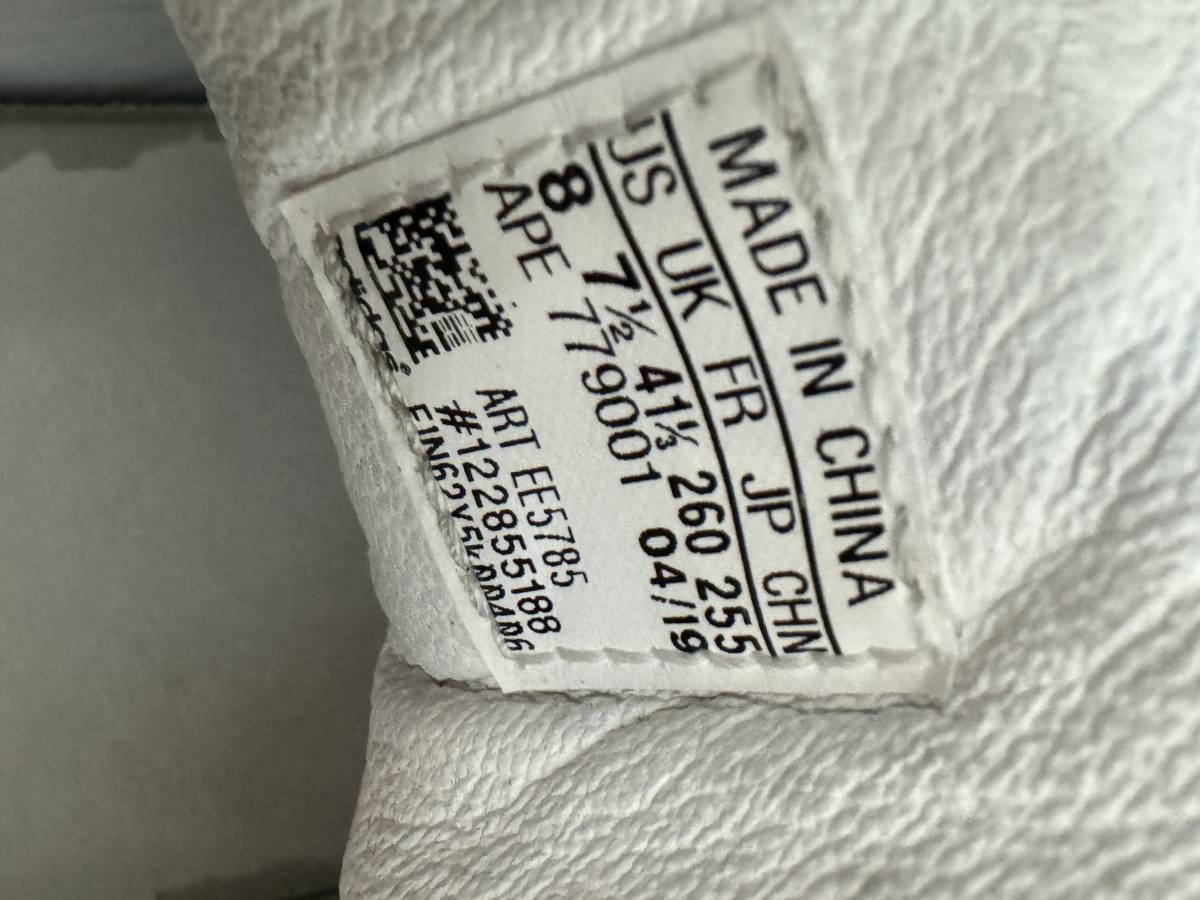 MADE IN CHINA
US UK FR JP CHN
8 7½ 41⅓ 260 255
APE 779001 04/19
ART EE5785
#122855188
adidas®